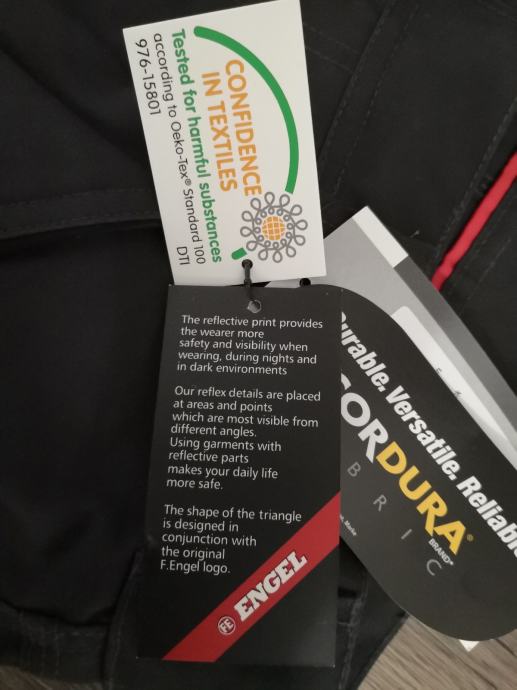 CONFIDENCE
IN TEXTILES
Tested for harmful substances
according to Oeko-Tex® Standard 100
976-15801
DTI
The reflective print provides
the wearer more
safety and visibility when
wearing, during nights and
in dark environments
Our reflex details are placed
at areas and points
which are most visible from
different angles.
Using garments with
reflective parts
makes your daily life
more safe.
The shape of the triangle
is designed in
conjunction with
the original
F.Engel logo.
FE ENGEL
Durable. Versatile. Reliable
CORDURA®
BRAND
B R I C